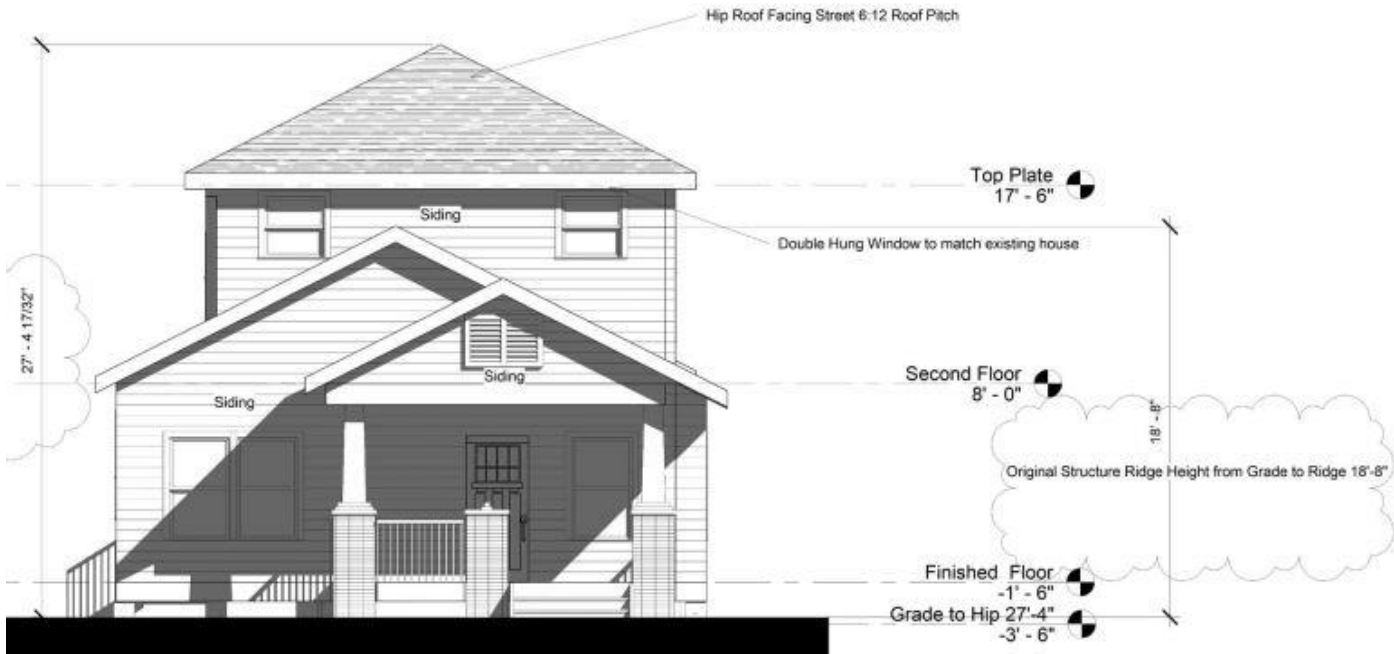 Hip Roof Facing Street 6:12 Roof Pitch
Top Plate
17' - 6"
Siding
Double Hung Window to match existing house
27' - 4 17/32"
Second Floor
8' - 0"
Siding
Siding
18' - 8"
Original Structure Ridge Height from Grade to Ridge 18'-8"
Finished Floor
-1' - 6"
Grade to Hip 27'-4"
-3' - 6"